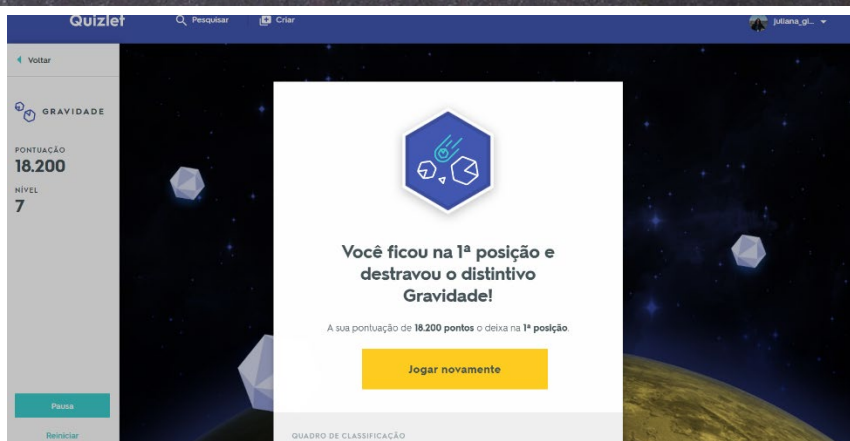 Quizlet
Pesquisar
Criar
juliana_gi...
Voltar
GRAVIDADE
PONTUAÇÃO
18.200
NÍVEL
7
Você ficou na 1ª posição e
destravou o distintivo
Gravidade!
A sua pontuação de 18.200 pontos o deixa na 1ª posição.
Jogar novamente
Pausa
Reiniciar
QUADRO DE CLASSIFICAÇÃO